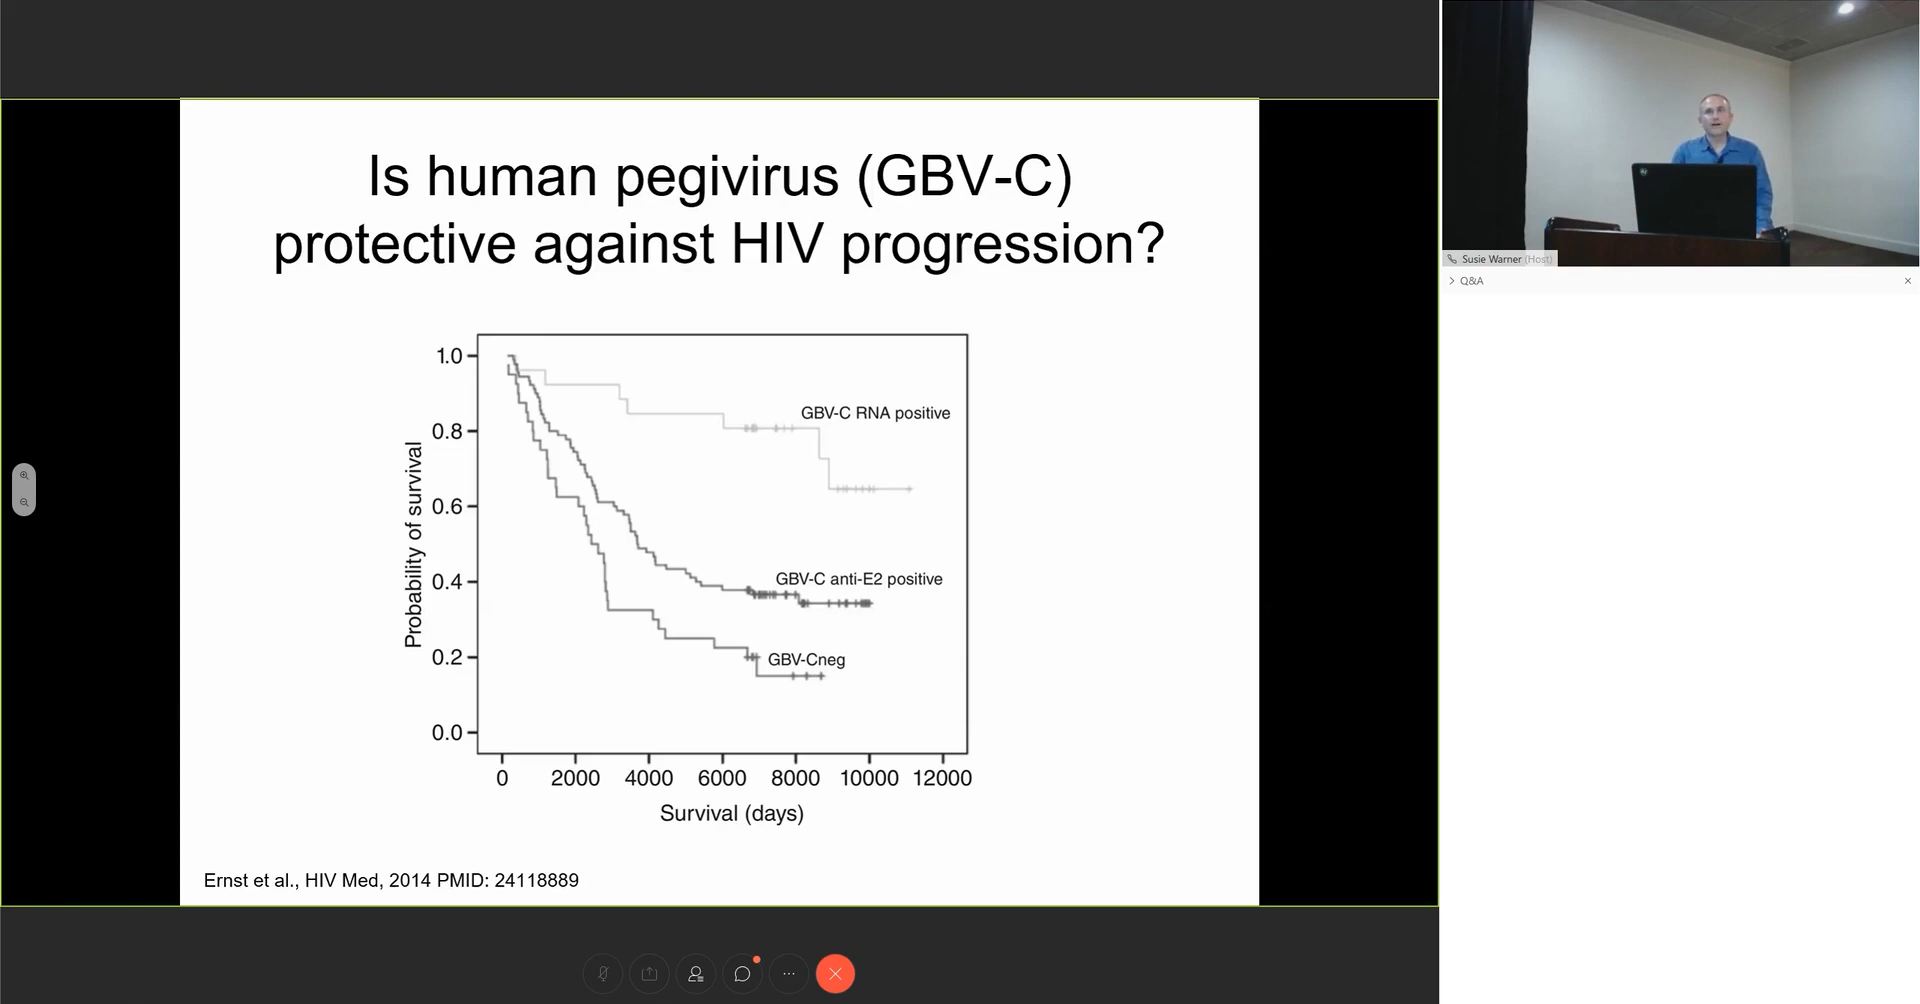 Is human pegivirus (GBV-C)
protective against HIV progression?
1.0
0.8
0.6
0.4
0.2
0.0
Probability of survival
GBV-C RNA positive
GBV-C anti-E2 positive
GBV-Cneg
0 2000 4000 6000 8000 10000 12000
Survival (days)
Ernst et al., HIV Med, 2014 PMID: 24118889
Susie Warner (Host)
Q&A